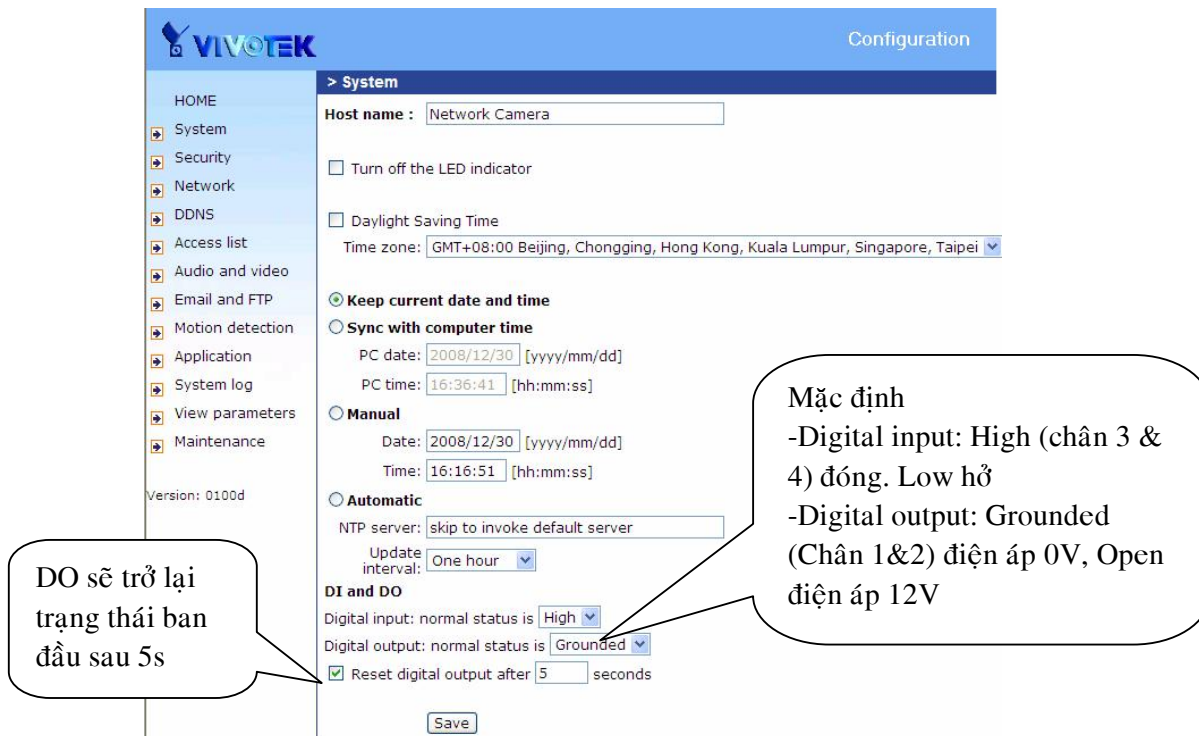 VIVOTEK
Configuration
HOME
System
Security
Network
DDNS
Access list
Audio and video
Email and FTP
Motion detection
Application
System log
View parameters
Maintenance
Version: 0100d
> System
Host name : Network Camera
Turn off the LED indicator
Daylight Saving Time
Time zone: GMT+08:00 Beijing, Chongging, Hong Kong, Kuala Lumpur, Singapore, Taipei
Keep current date and time
Sync with computer time
PC date: 2008/12/30 [yyyy/mm/dd]
PC time: 16:36:41 [hh:mm:ss]
Manual
Date: 2008/12/30 [yyyy/mm/dd]
Time: 16:16:51 [hh:mm:ss]
Automatic
NTP server: skip to invoke default server
Update
interval: One hour
DI and DO
Digital input: normal status is High
Digital output: normal status is Grounded
Reset digital output after 5 seconds
Save
DO sẽ trở lại
trạng thái ban
đầu sau 5s
Mặc định
-Digital input: High (chân 3 &
4) đóng. Low hở
-Digital output: Grounded
(Chân 1&2) điện áp 0V, Open
điện áp 12V